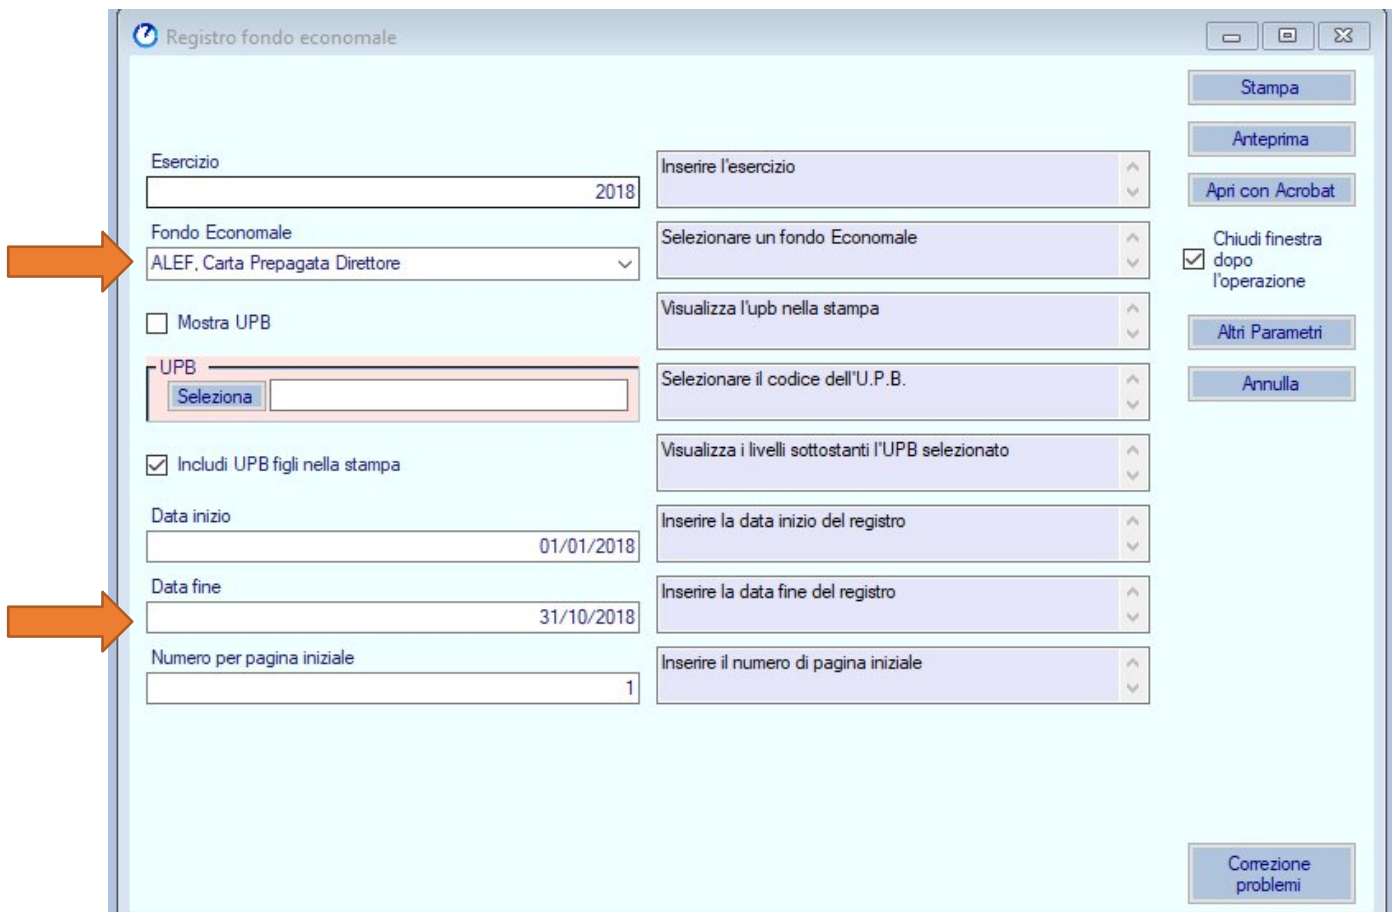 Registro fondo economale
Stampa
Anteprima
Esercizio
Inserire l'esercizio
2018
Apri con Acrobat
Fondo Economale
Selezionare un fondo Economale
ALEF, Carta Prepagata Direttore
Chiudi finestra
dopo
l'operazione
Mostra UPB
Visualizza l'upb nella stampa
Altri Parametri
UPB
Seleziona
Selezionare il codice dell'U.P.B.
Annulla
Includi UPB figli nella stampa
Visualizza i livelli sottostanti l'UPB selezionato
Data inizio
Inserire la data inizio del registro
01/01/2018
Data fine
Inserire la data fine del registro
31/10/2018
Numero per pagina iniziale
Inserire il numero di pagina iniziale
1
Correzione
problemi